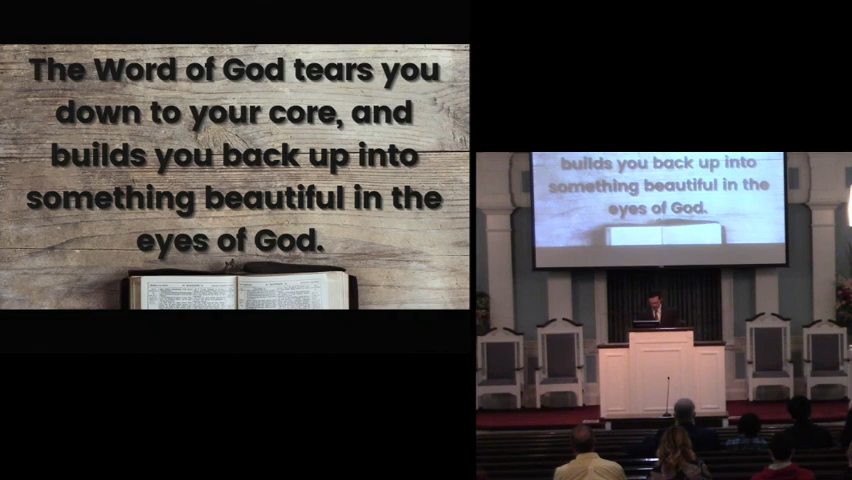 The Word of God tears you
down to your core, and
builds you back up into
something beautiful in the
eyes of God.
builds you back up into
something beautiful in the
eyes of God.